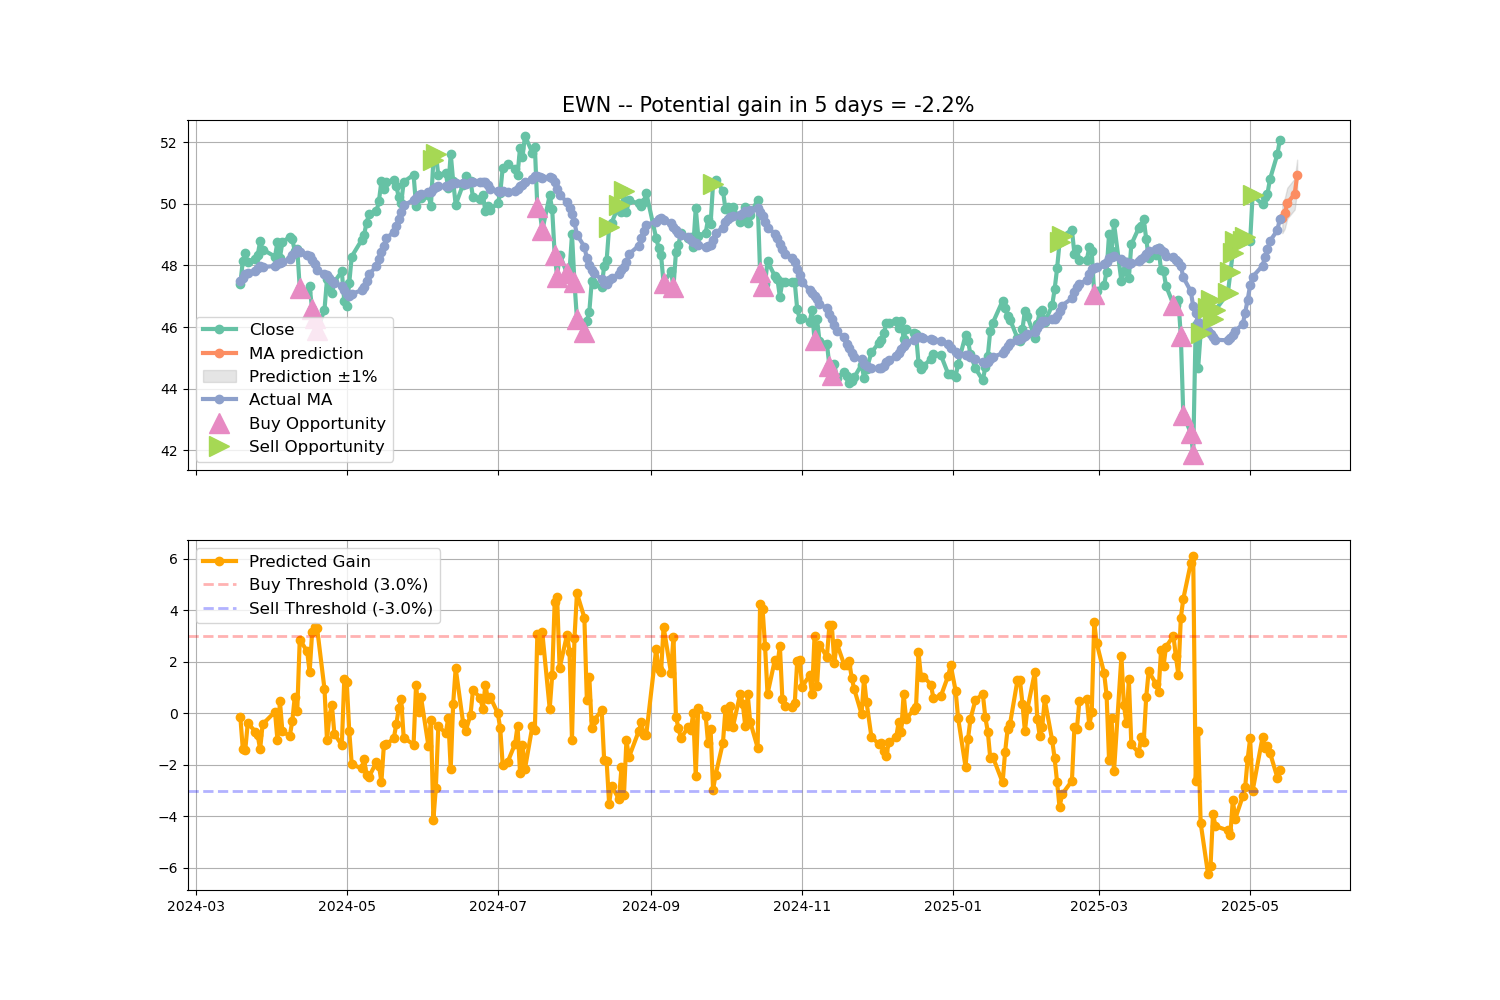 EWN -- Potential gain in 5 days = -2.2%
52
50
48
46
44
42
Close
MA prediction
Prediction ±1%
Actual MA
Buy Opportunity
Sell Opportunity
6
4
2
0
−2
−4
−6
Predicted Gain
Buy Threshold (3.0%)
Sell Threshold (-3.0%)
2024-03 2024-05 2024-07 2024-09 2024-11 2025-01 2025-03 2025-05